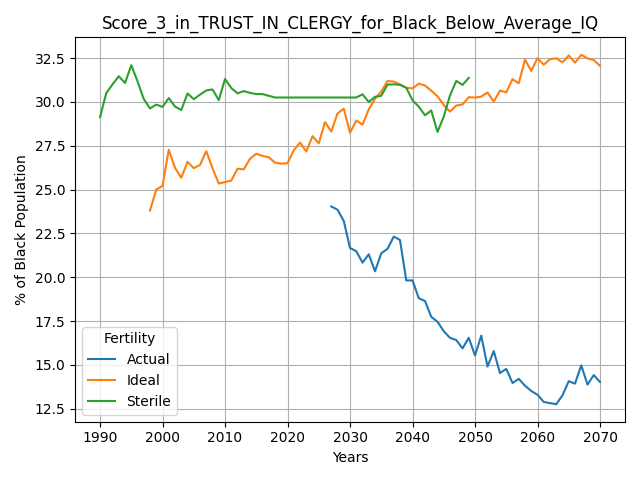 Score_3_in_TRUST_IN_CLERGY_for_Black_Below_Average_IQ
% of Black Population
32.5
30.0
27.5
25.0
22.5
20.0
17.5
15.0
12.5
Fertility
Actual
Ideal
Sterile
1990 2000 2010 2020 2030 2040 2050 2060 2070
Years